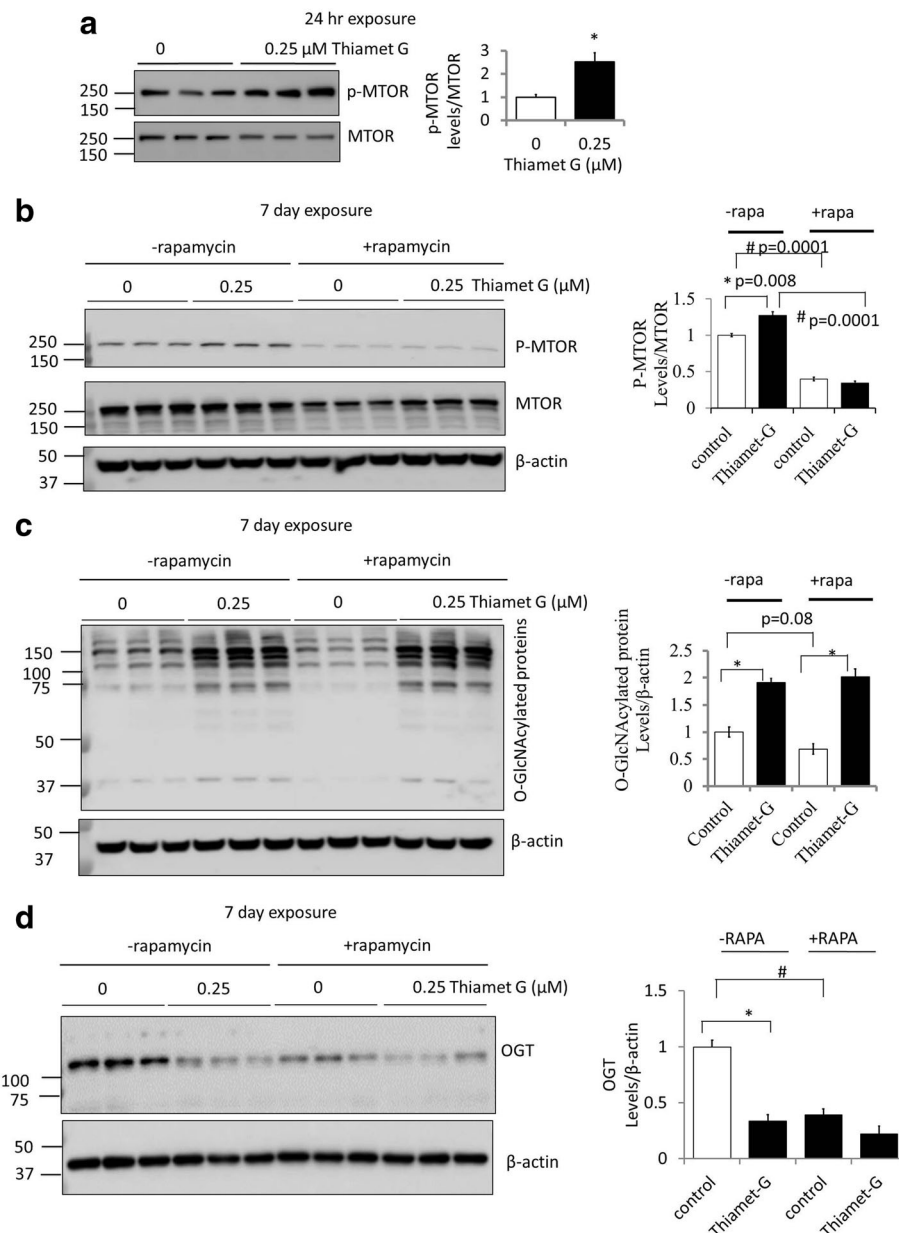 a
24 hr exposure
0 0.25 μM Thiamet G
250
150
p-MTOR
250
150
MTOR
p-MTOR
levels/MTOR
3
2
1
0
*
0 0.25
Thiamet G (μM)
b
7 day exposure
-rapamycin +rapamycin
0 0.25 0 0.25 Thiamet G (μM)
250
150
P-MTOR
250
150
MTOR
50
37
β-actin
-rapa +rapa
# p=0.0001
* p=0.008
# p=0.0001
P-MTOR
Levels/MTOR
1.5
1
0.5
0
control
Thiamet-G
control
Thiamet-G
c
7 day exposure
-rapamycin +rapamycin
0 0.25 0 0.25 Thiamet G (μM)
150
100
75
50
37
O-GlcNAcylated proteins
50
37
β-actin
-rapa +rapa
p=0.08
* *
O-GlcNAcylated protein
Levels/β-actin
2.5
2
1.5
1
0.5
0
Control
Thiamet-G
Control
Thiamet-G
d
7 day exposure
-rapamycin +rapamycin
0 0.25 0 0.25 Thiamet G (μM)
100
75
OGT
50
37
β-actin
-RAPA +RAPA
#
*
OGT
Levels/β-actin
1.5
1
0.5
0
control
Thiamet-G
control
Thiamet-G